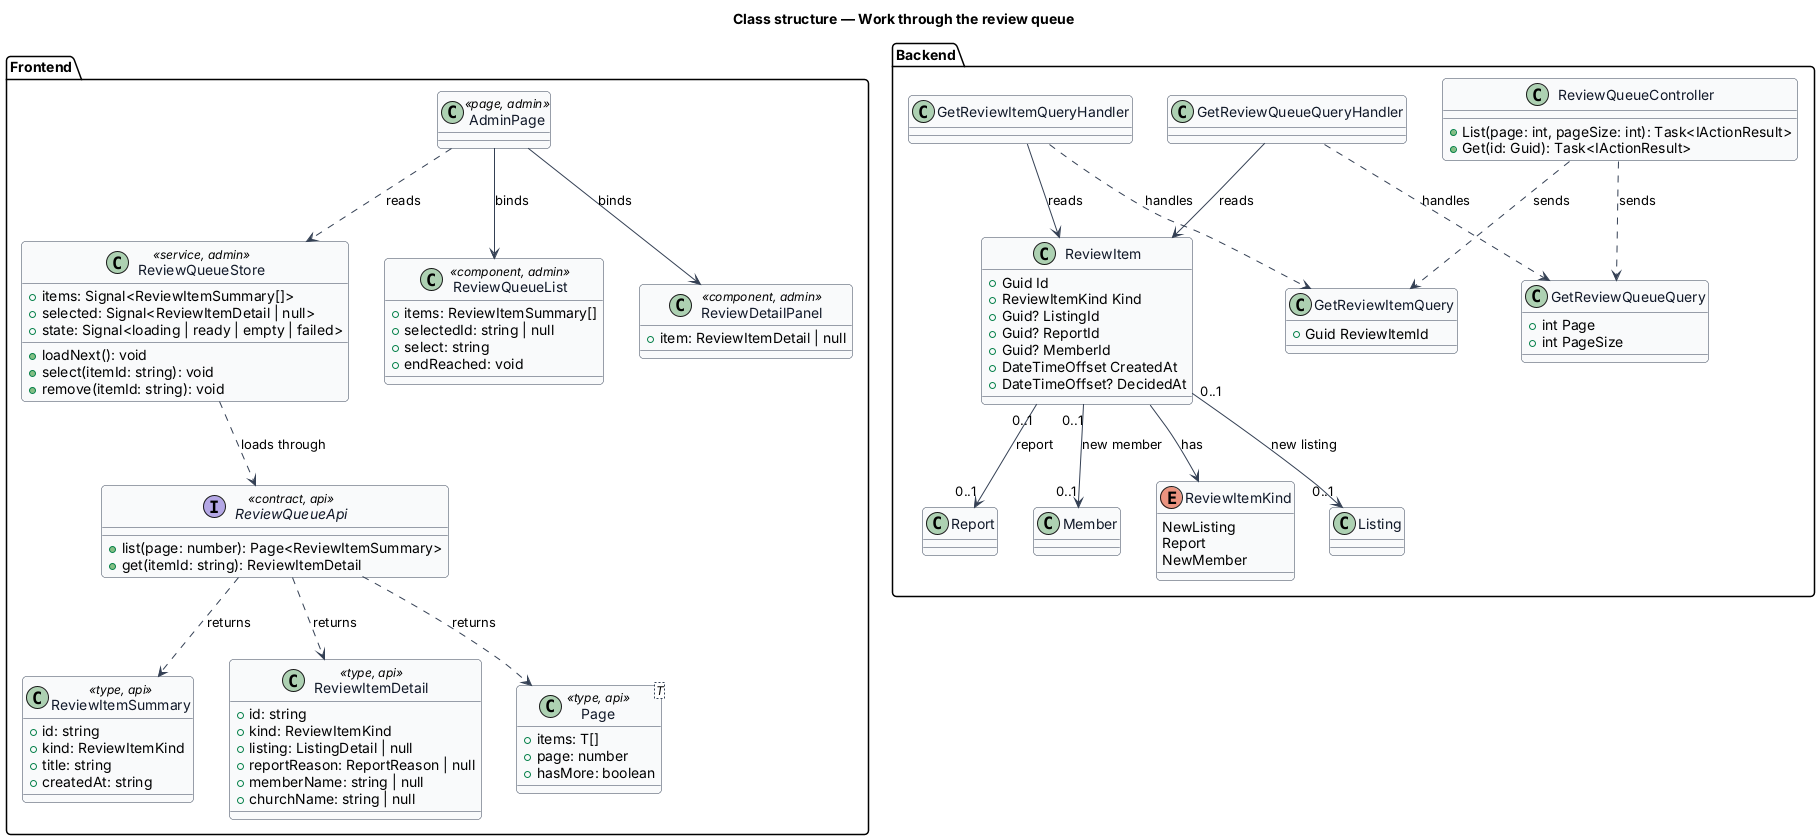 Class structure — Work through the review queue
Frontend
«page, admin»
AdminPage
reads
binds
binds
«service, admin»
ReviewQueueStore
items: Signal<ReviewItemSummary[]>
selected: Signal<ReviewItemDetail | null>
state: Signal<loading | ready | empty | failed>
loadNext(): void
select(itemId: string): void
remove(itemId: string): void
«component, admin»
ReviewQueueList
items: ReviewItemSummary[]
selectedId: string | null
select: string
endReached: void
«component, admin»
ReviewDetailPanel
item: ReviewItemDetail | null
loads through
«contract, api»
ReviewQueueApi
list(page: number): Page<ReviewItemSummary>
get(itemId: string): ReviewItemDetail
returns
returns
returns
«type, api»
ReviewItemSummary
id: string
kind: ReviewItemKind
title: string
createdAt: string
«type, api»
ReviewItemDetail
id: string
kind: ReviewItemKind
listing: ListingDetail | null
reportReason: ReportReason | null
memberName: string | null
churchName: string | null
«type, api»
Page
T
items: T[]
page: number
hasMore: boolean
Backend
GetReviewItemQueryHandler
GetReviewQueueQueryHandler
ReviewQueueController
List(page: int, pageSize: int): Task<IActionResult>
Get(id: Guid): Task<IActionResult>
reads
handles
reads
handles
sends
sends
ReviewItem
Guid Id
ReviewItemKind Kind
Guid? ListingId
Guid? ReportId
Guid? MemberId
DateTimeOffset CreatedAt
DateTimeOffset? DecidedAt
GetReviewItemQuery
Guid ReviewItemId
GetReviewQueueQuery
int Page
int PageSize
0..1
0..1
0..1
report
new member
has
new listing
0..1
0..1
0..1
Report
Member
ReviewItemKind
NewListing
Report
NewMember
Listing
C
C
C
C
I
C
C
C
C
C
C
C
C
C
C
C
E
C